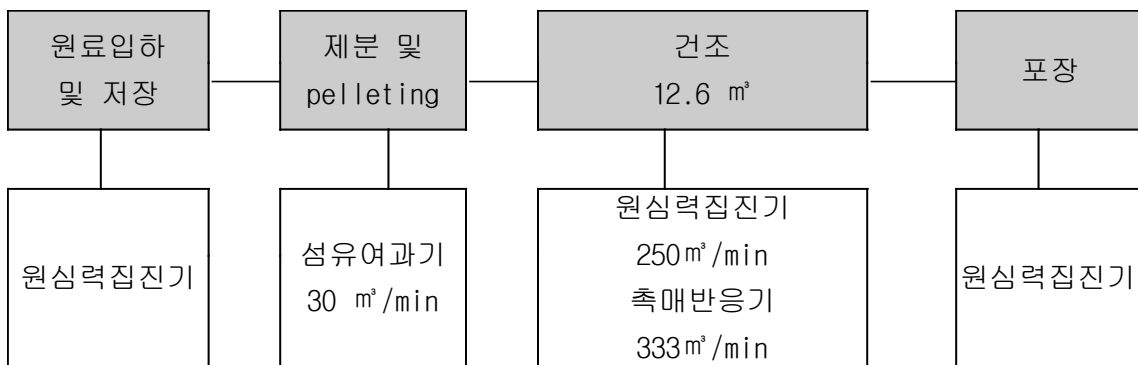 원료입하
및 저장
제분 및
pelleting
건조
12.6 ㎥
포장
원심력집진기
섬유여과기
30 ㎥/min
원심력집진기
250㎥/min
촉매반응기
333㎥/min
원심력집진기